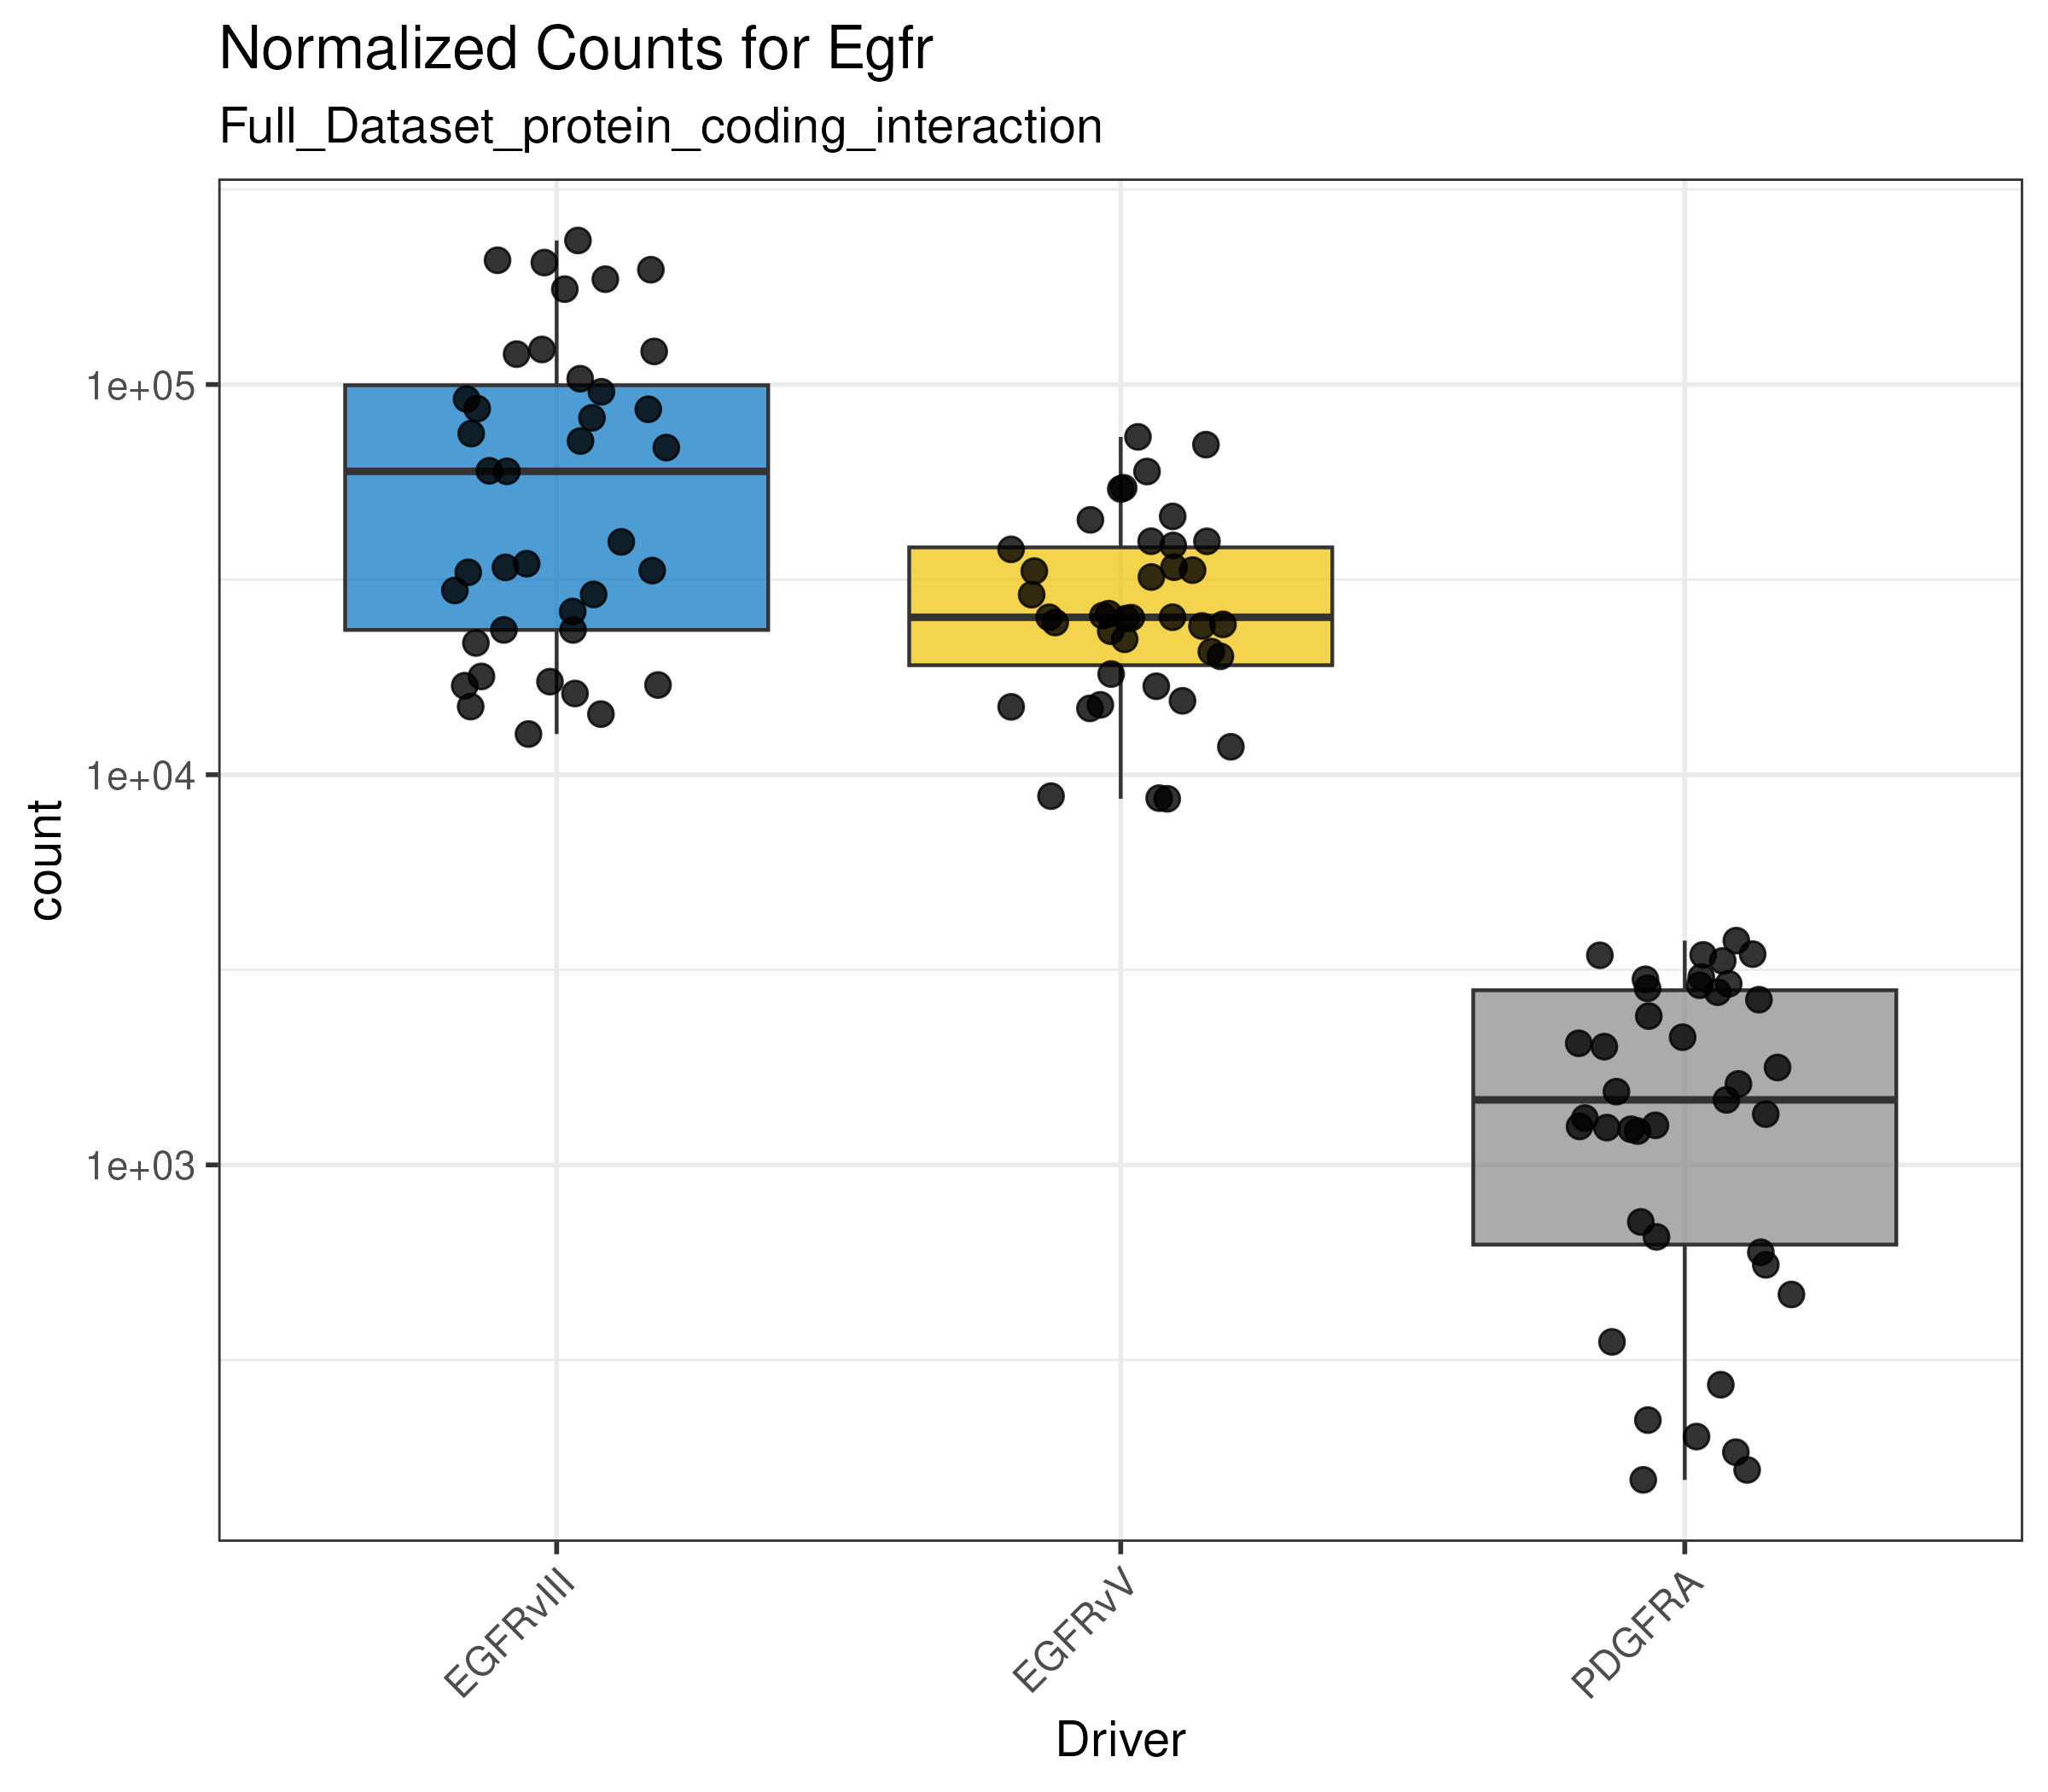 Normalized Counts for Egfr
Full_Dataset_protein_coding_interaction
1e+05
1e+04
1e+03
count
EGFRvIII
EGFRvV
PDGFRA
Driver